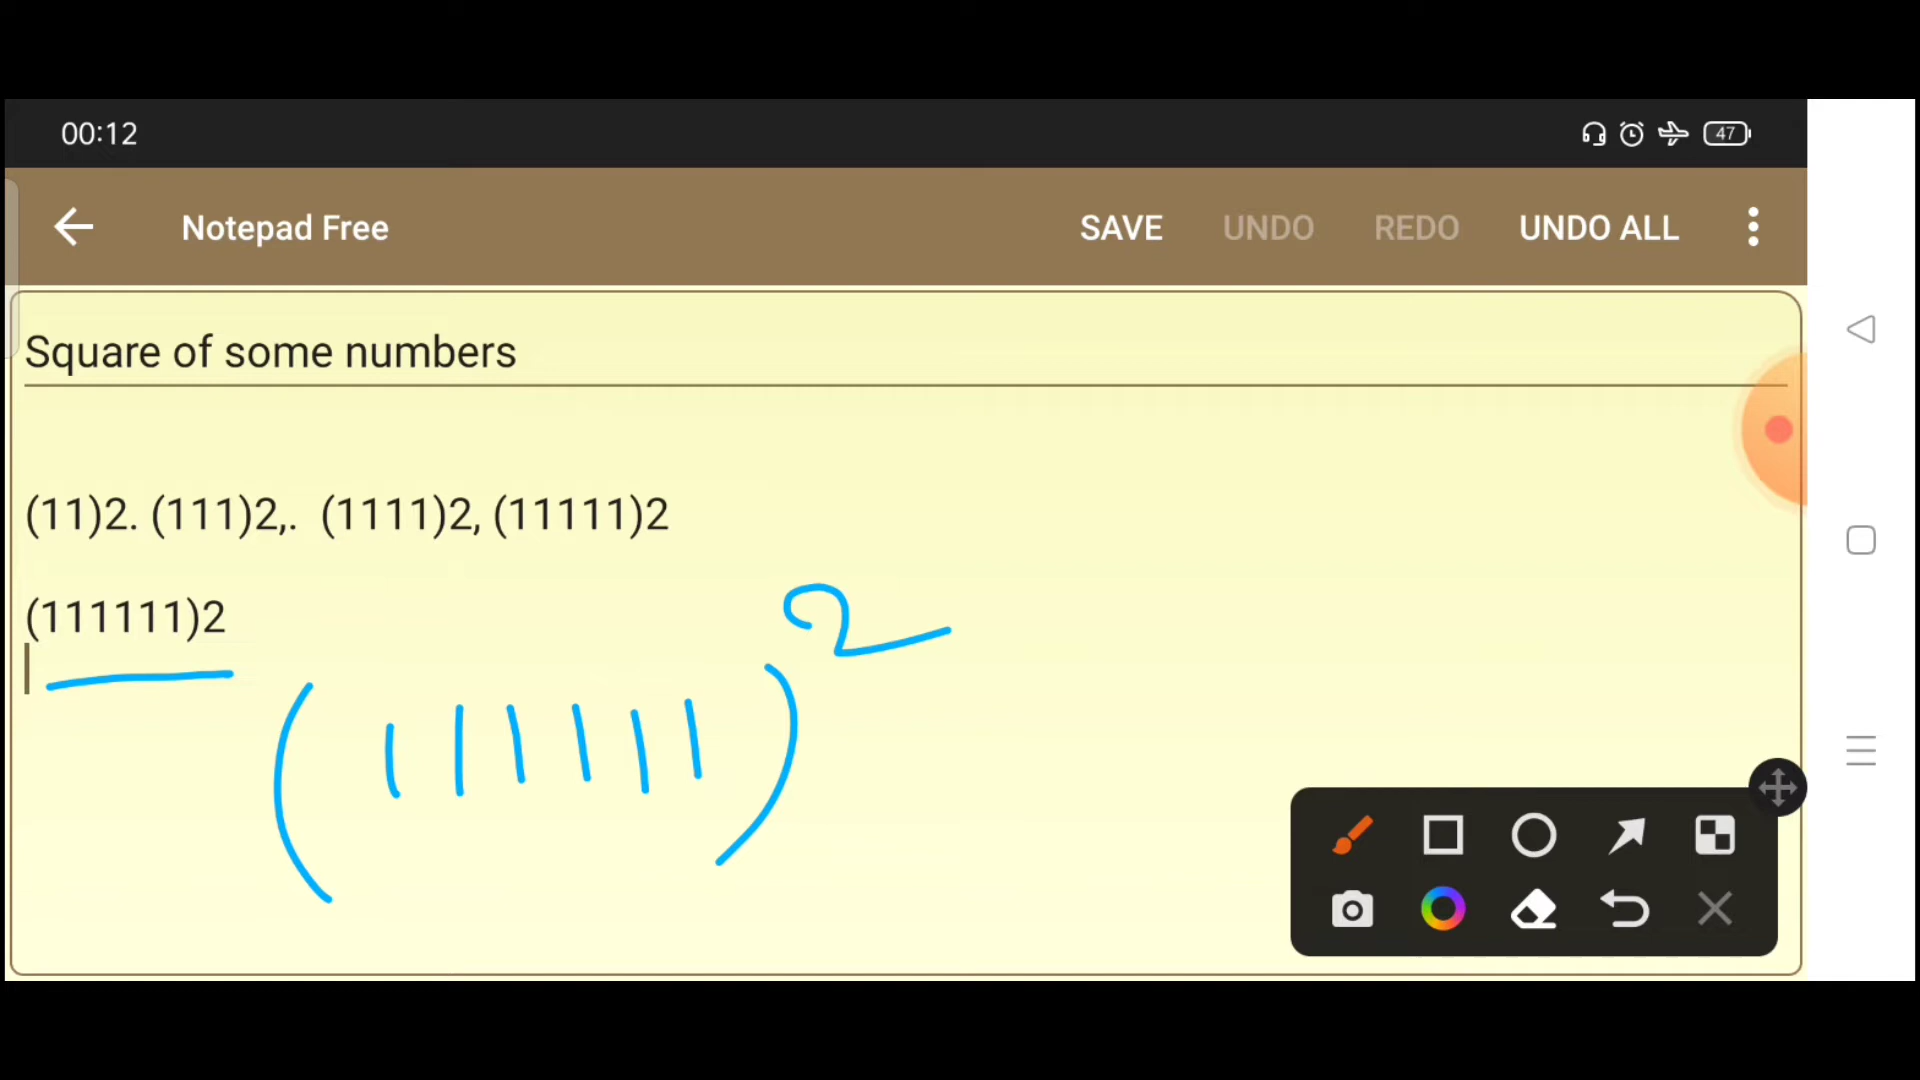 00:12 47
Notepad Free SAVE UNDO REDO UNDO ALL
Square of some numbers
(11)2. (111)2,. (1111)2, (11111)2
(111111)2
(111111)2